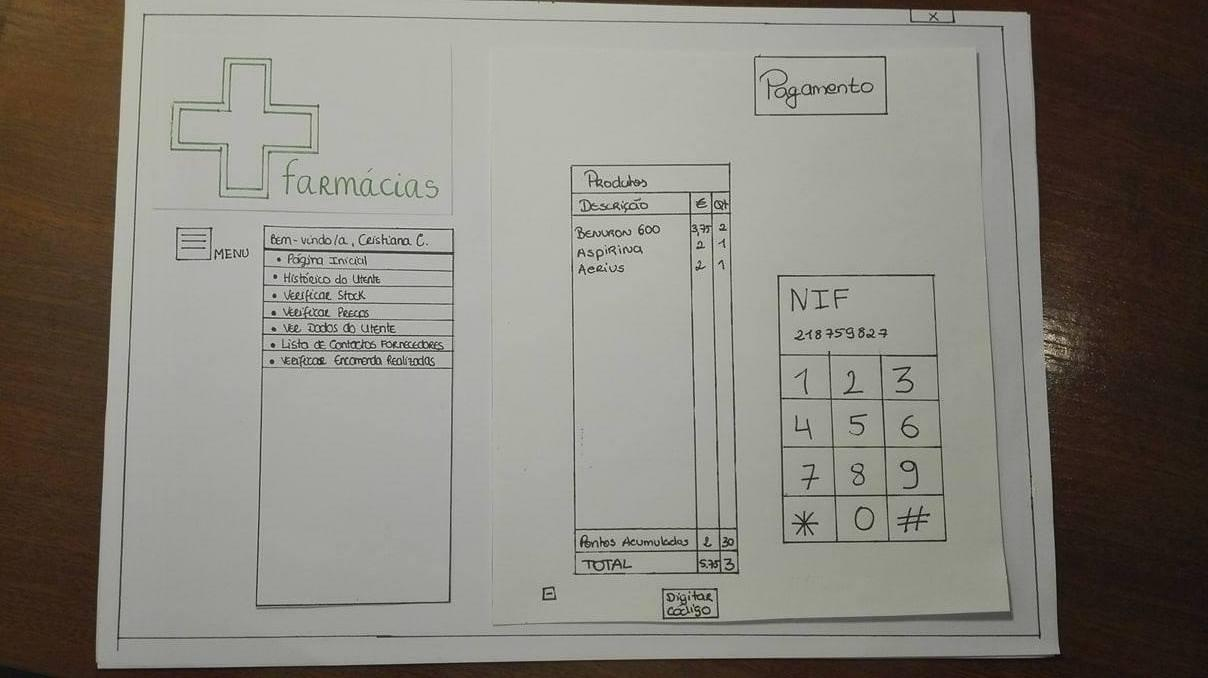 X
farmácias
Pagamento
MENU
Bem-vindo/a, Cristiana C.
• Página Inicial
• Histórico do Utente
• Verificar Stock
• Verificar Preços
• Ver Dados do Utente
• Lista de Contactos Fornecedores
• Verificar Encomenda Realizadas
Produtos
Descrição € Qt
Benuron 600 3,75 2
Aspirina 2 1
Aerius 2 1
Pontos Acumulados 2 30
TOTAL 5.75 3
Digitar
Código
NIF
218759827
1 2 3
4 5 6
7 8 9
* 0 #